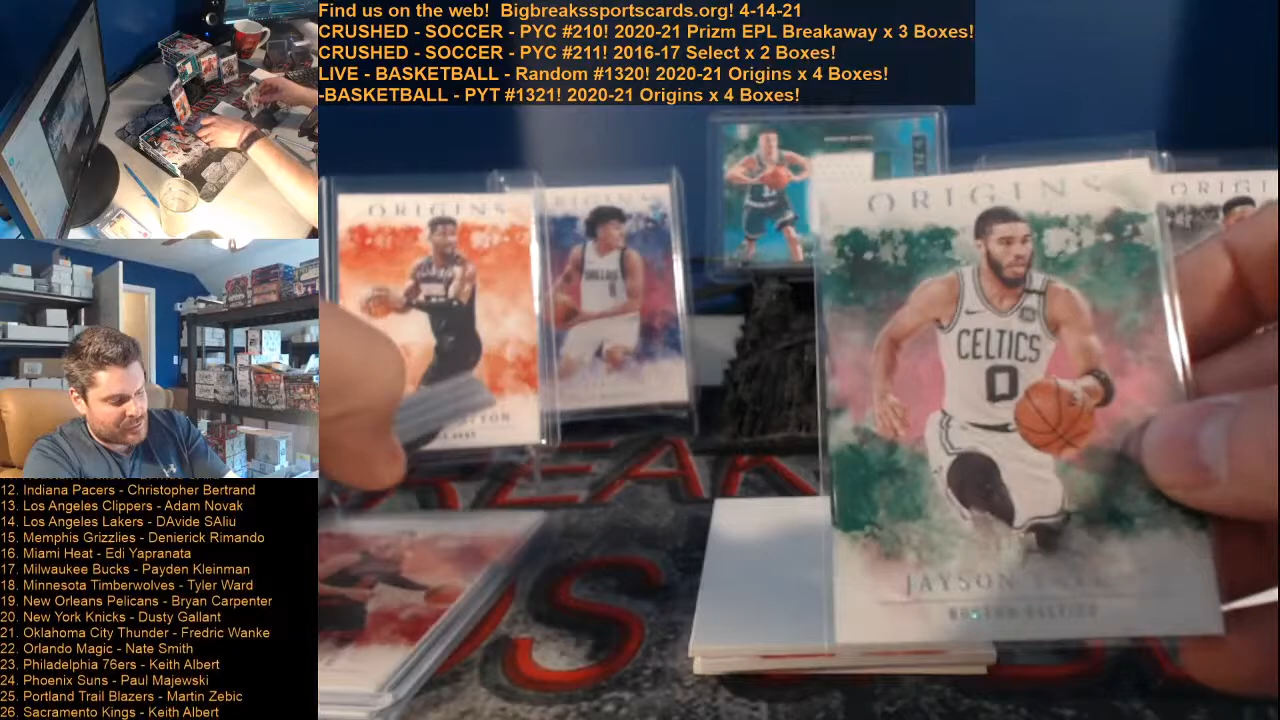 Find us on the web! Bigbreakssportscards.org! 4-14-21
CRUSHED - SOCCER - PYC #210! 2020-21 Prizm EPL Breakaway x 3 Boxes!
CRUSHED - SOCCER - PYC #211! 2016-17 Select x 2 Boxes!
LIVE - BASKETBALL - Random #1320! 2020-21 Origins x 4 Boxes!
-BASKETBALL - PYT #1321! 2020-21 Origins x 4 Boxes!
ORIGINS
ORIGINS
ORIGINS
ORIGI
DALLAS
CELTICS
0
JAYSON
BOSTON CELTICS
BREAK
12. Indiana Pacers - Christopher Bertrand
13. Los Angeles Clippers - Adam Novak
14. Los Angeles Lakers - DAvide SAliu
15. Memphis Grizzlies - Denierick Rimando
16. Miami Heat - Edi Yapranata
17. Milwaukee Bucks - Payden Kleinman
18. Minnesota Timberwolves - Tyler Ward
19. New Orleans Pelicans - Bryan Carpenter
20. New York Knicks - Dusty Gallant
21. Oklahoma City Thunder - Fredric Wanke
22. Orlando Magic - Nate Smith
23. Philadelphia 76ers - Keith Albert
24. Phoenix Suns - Paul Majewski
25. Portland Trail Blazers - Martin Zebic
26. Sacramento Kings - Keith Albert